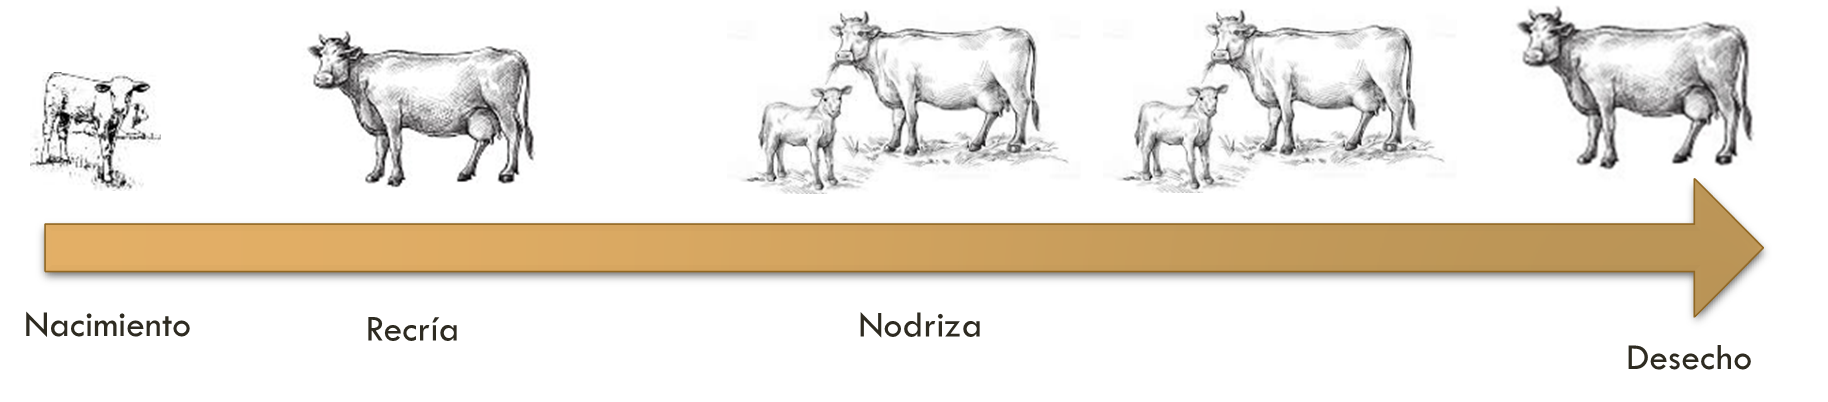 Nacimiento
Recría
Nodriza
Desecho